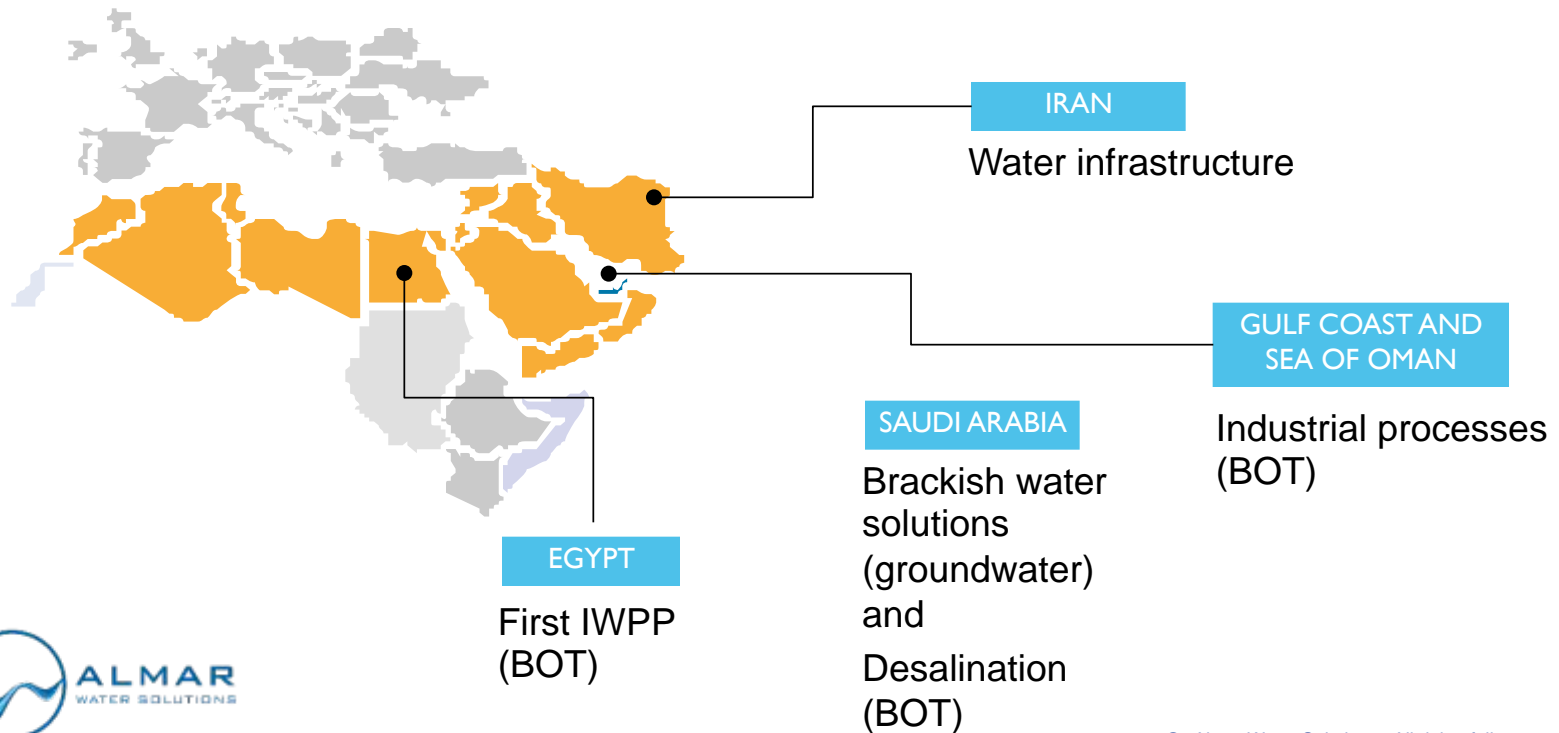 IRAN
Water infrastructure
GULF COAST AND
SEA OF OMAN
Industrial processes
(BOT)
SAUDI ARABIA
Brackish water
solutions
(groundwater)
and
Desalination
(BOT)
EGYPT
First IWPP
(BOT)
ALMAR
WATER SOLUTIONS